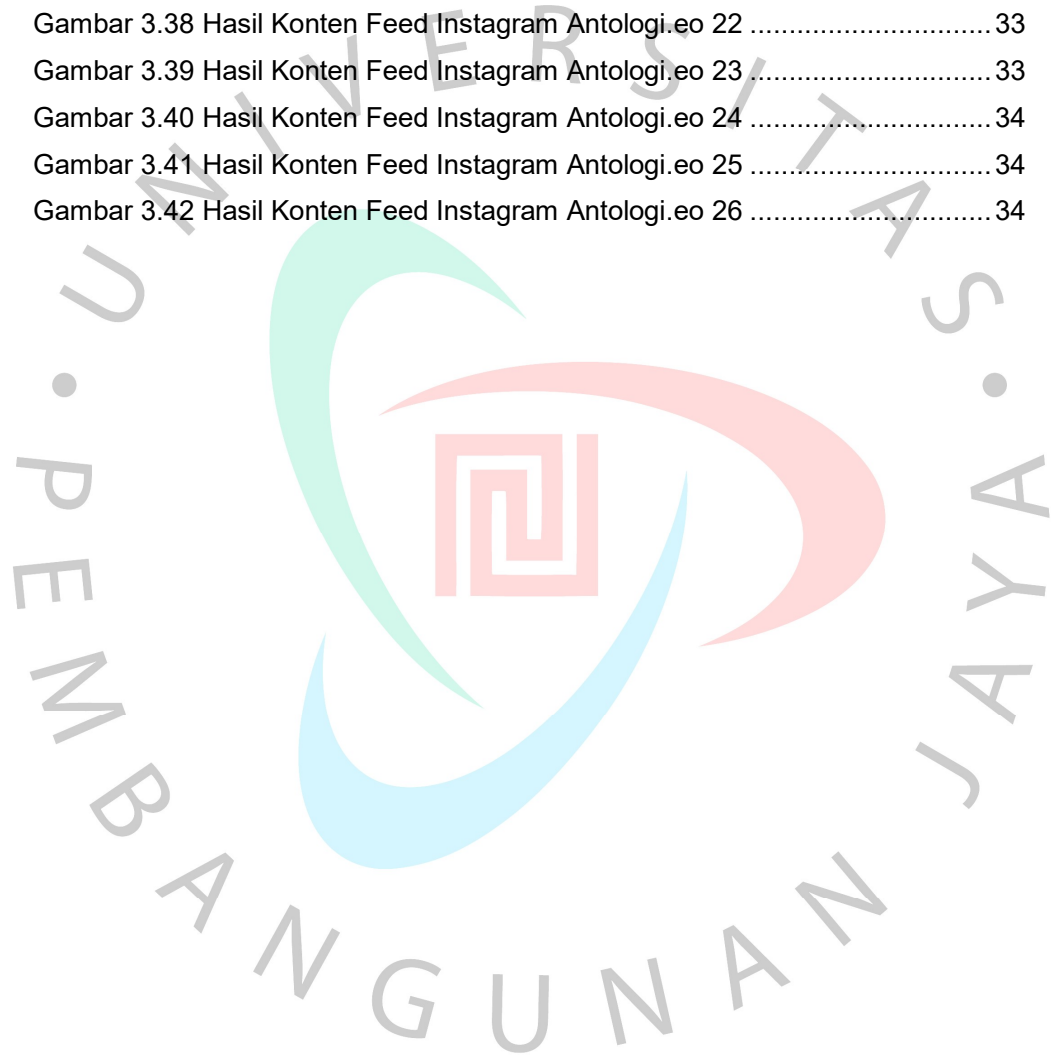 Gambar 3.38 Hasil Konten Feed Instagram Antologi.eo 22 ............................... 33
Gambar 3.39 Hasil Konten Feed Instagram Antologi.eo 23 ............................... 33
Gambar 3.40 Hasil Konten Feed Instagram Antologi.eo 24 ............................... 34
Gambar 3.41 Hasil Konten Feed Instagram Antologi.eo 25 ............................... 34
Gambar 3.42 Hasil Konten Feed Instagram Antologi.eo 26 ............................... 34
UNIVERSITAS • PEMBANGUNAN JAYA •